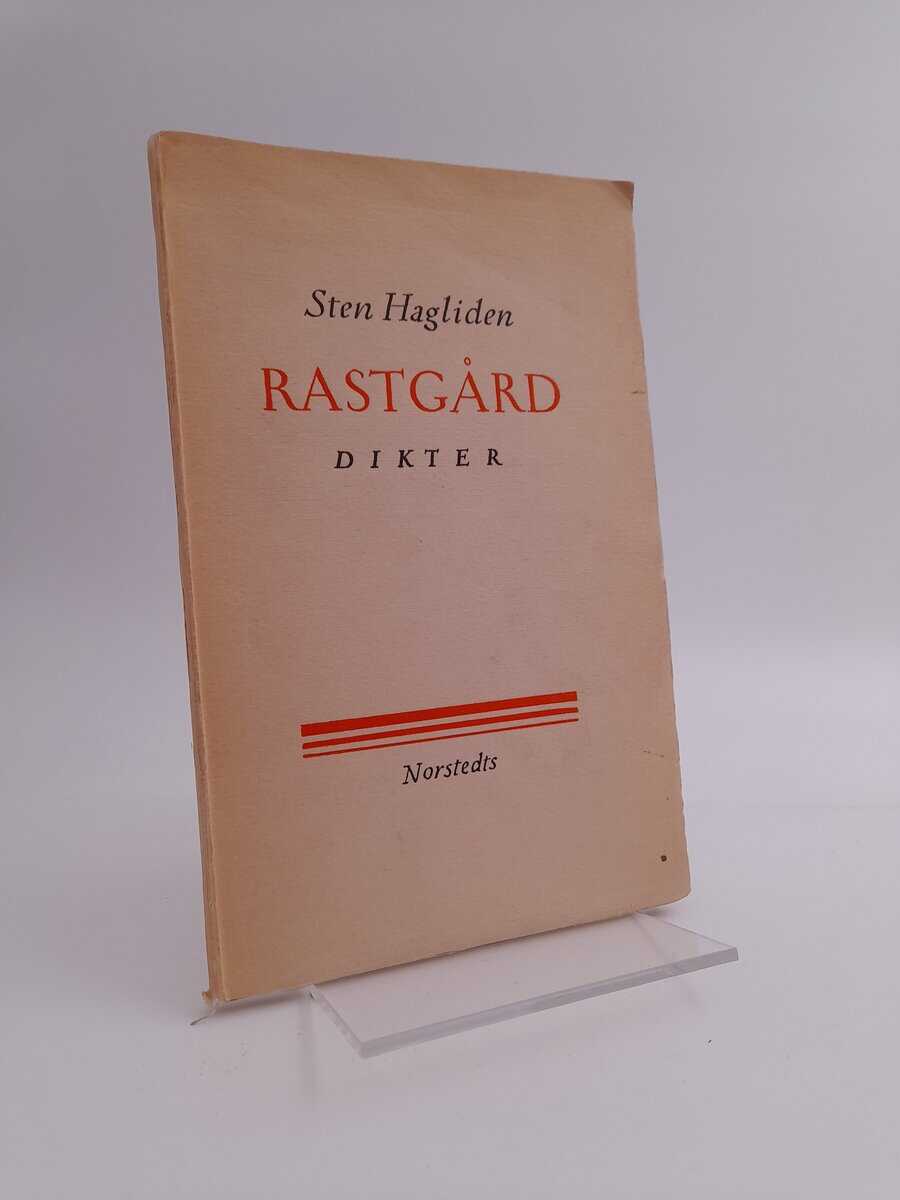 Sten Hagliden
RASTGÅRD
DIKTER
Norstedts